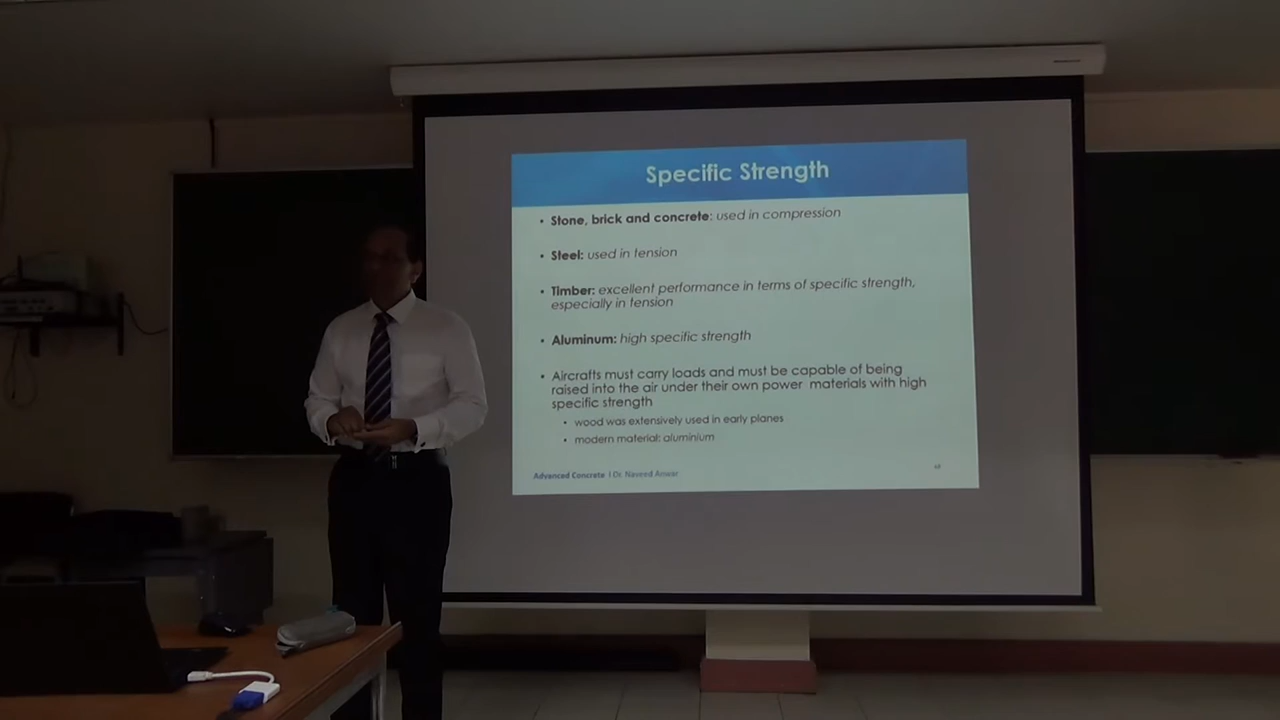 Specific Strength
• Stone, brick and concrete: used in compression
• Steel: used in tension
• Timber: excellent performance in terms of specific strength,
especially in tension
• Aluminum: high specific strength
• Aircrafts must carry loads and must be capable of being
raised into the air under their own power materials with high
specific strength
• wood was extensively used in early planes
• modern material: aluminium
Advanced Concrete l Dr. Naveed Anwar